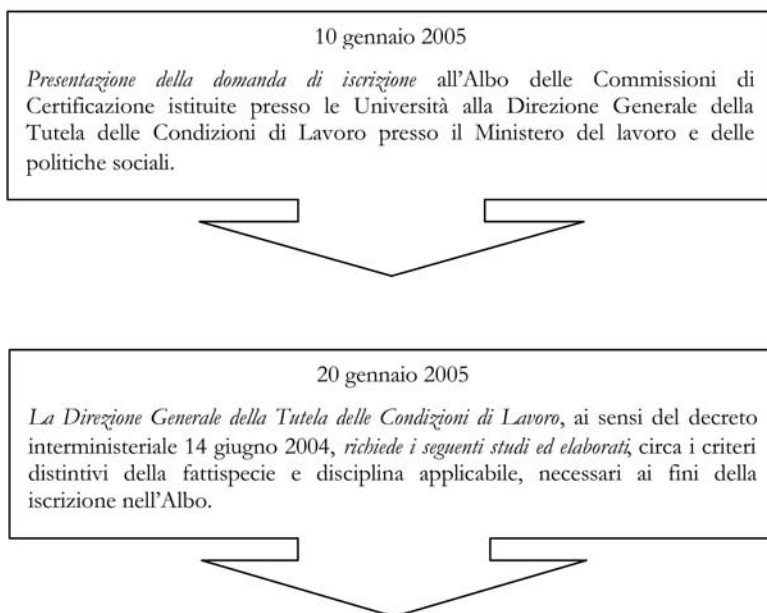 10 gennaio 2005
Presentazione della domanda di iscrizione all'Albo delle Commissioni di
Certificazione istituite presso le Università alla Direzione Generale della
Tutela delle Condizioni di Lavoro presso il Ministero del lavoro e delle
politiche sociali.
20 gennaio 2005
La Direzione Generale della Tutela delle Condizioni di Lavoro, ai sensi del decreto
interministeriale 14 giugno 2004, richiede i seguenti studi ed elaborati, circa i criteri
distintivi della fattispecie e disciplina applicabile, necessari ai fini della
iscrizione nell'Albo.